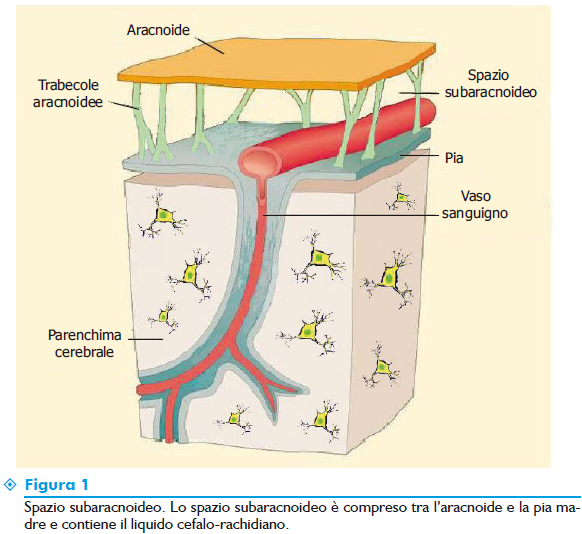 Aracnoide
Trabecole
aracnoidee
Spazio
subaracnoideo
Pia
Vaso
sanguigno
Parenchima
cerebrale
Figura 1
Spazio subaracnoideo. Lo spazio subaracnoideo è compreso tra l'aracnoide e la pia ma-
dre e contiene il liquido cefalo-rachidiano.